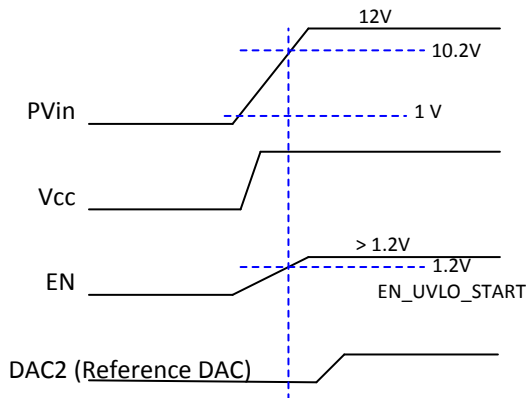 12V
10.2V
PVin
1 V
Vcc
> 1.2V
1.2V
EN
EN_UVLO_START
DAC2 (Reference DAC)